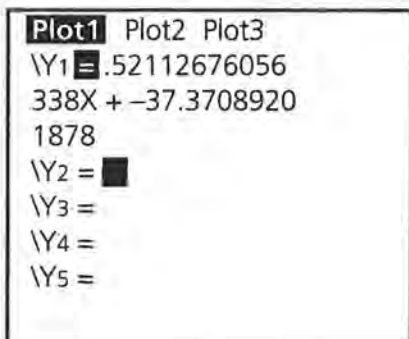 Plot1 Plot2 Plot3
\Y1 = .52112676056
338X + –37.3708920
1878
\Y2 =
\Y3 =
\Y4 =
\Y5 =